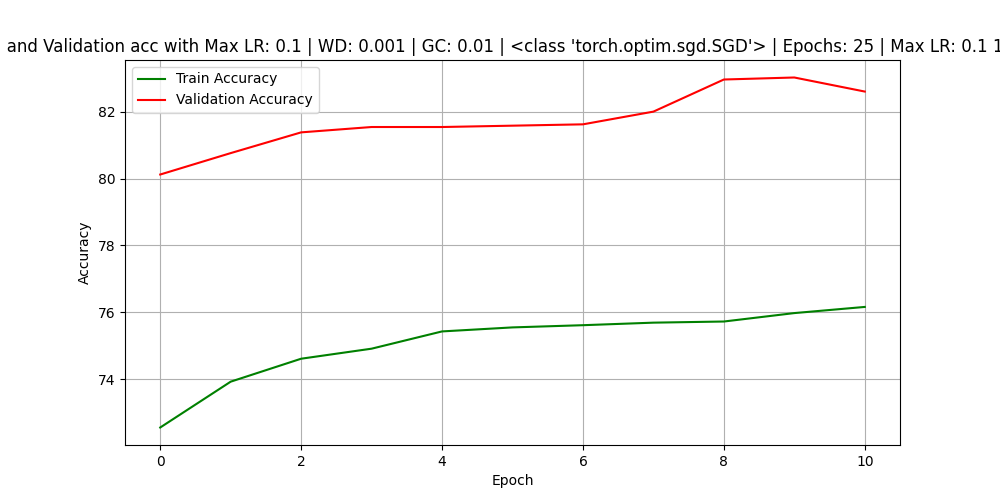 and Validation acc with Max LR: 0.1 | WD: 0.001 | GC: 0.01 | <class 'torch.optim.sgd.SGD'> | Epochs: 25 | Max LR: 0.1 1
Train Accuracy
Validation Accuracy
82
80
78
76
74
Accuracy
0 2 4 6 8 10
Epoch